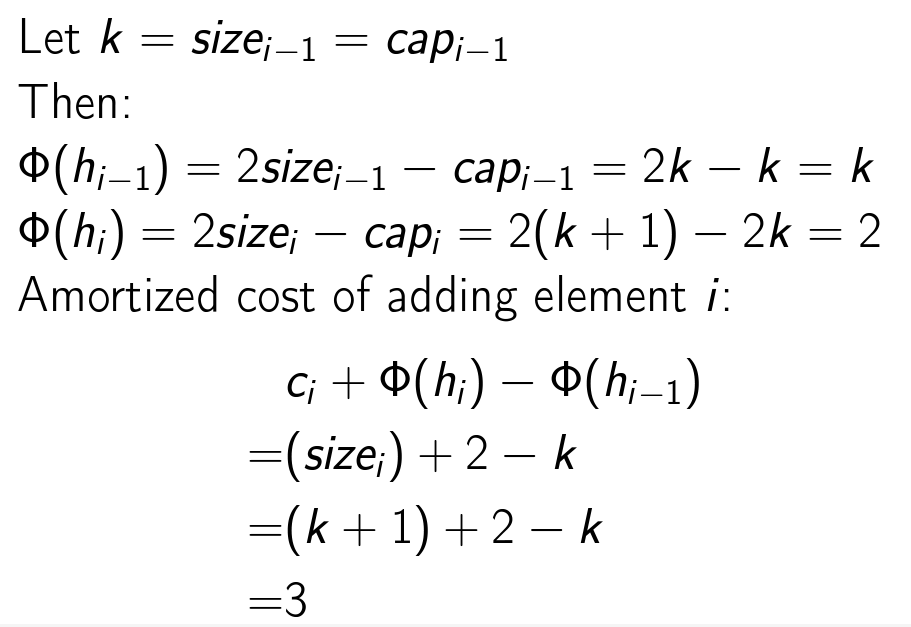 Let k = size_{i−1} = cap_{i−1}
Then:
Φ(h_{i−1}) = 2size_{i−1} − cap_{i−1} = 2k − k = k
Φ(h_i) = 2size_i − cap_i = 2(k + 1) − 2k = 2
Amortized cost of adding element i:
c_i + Φ(h_i) − Φ(h_{i−1})
=(size_i) + 2 − k
=(k + 1) + 2 − k
=3